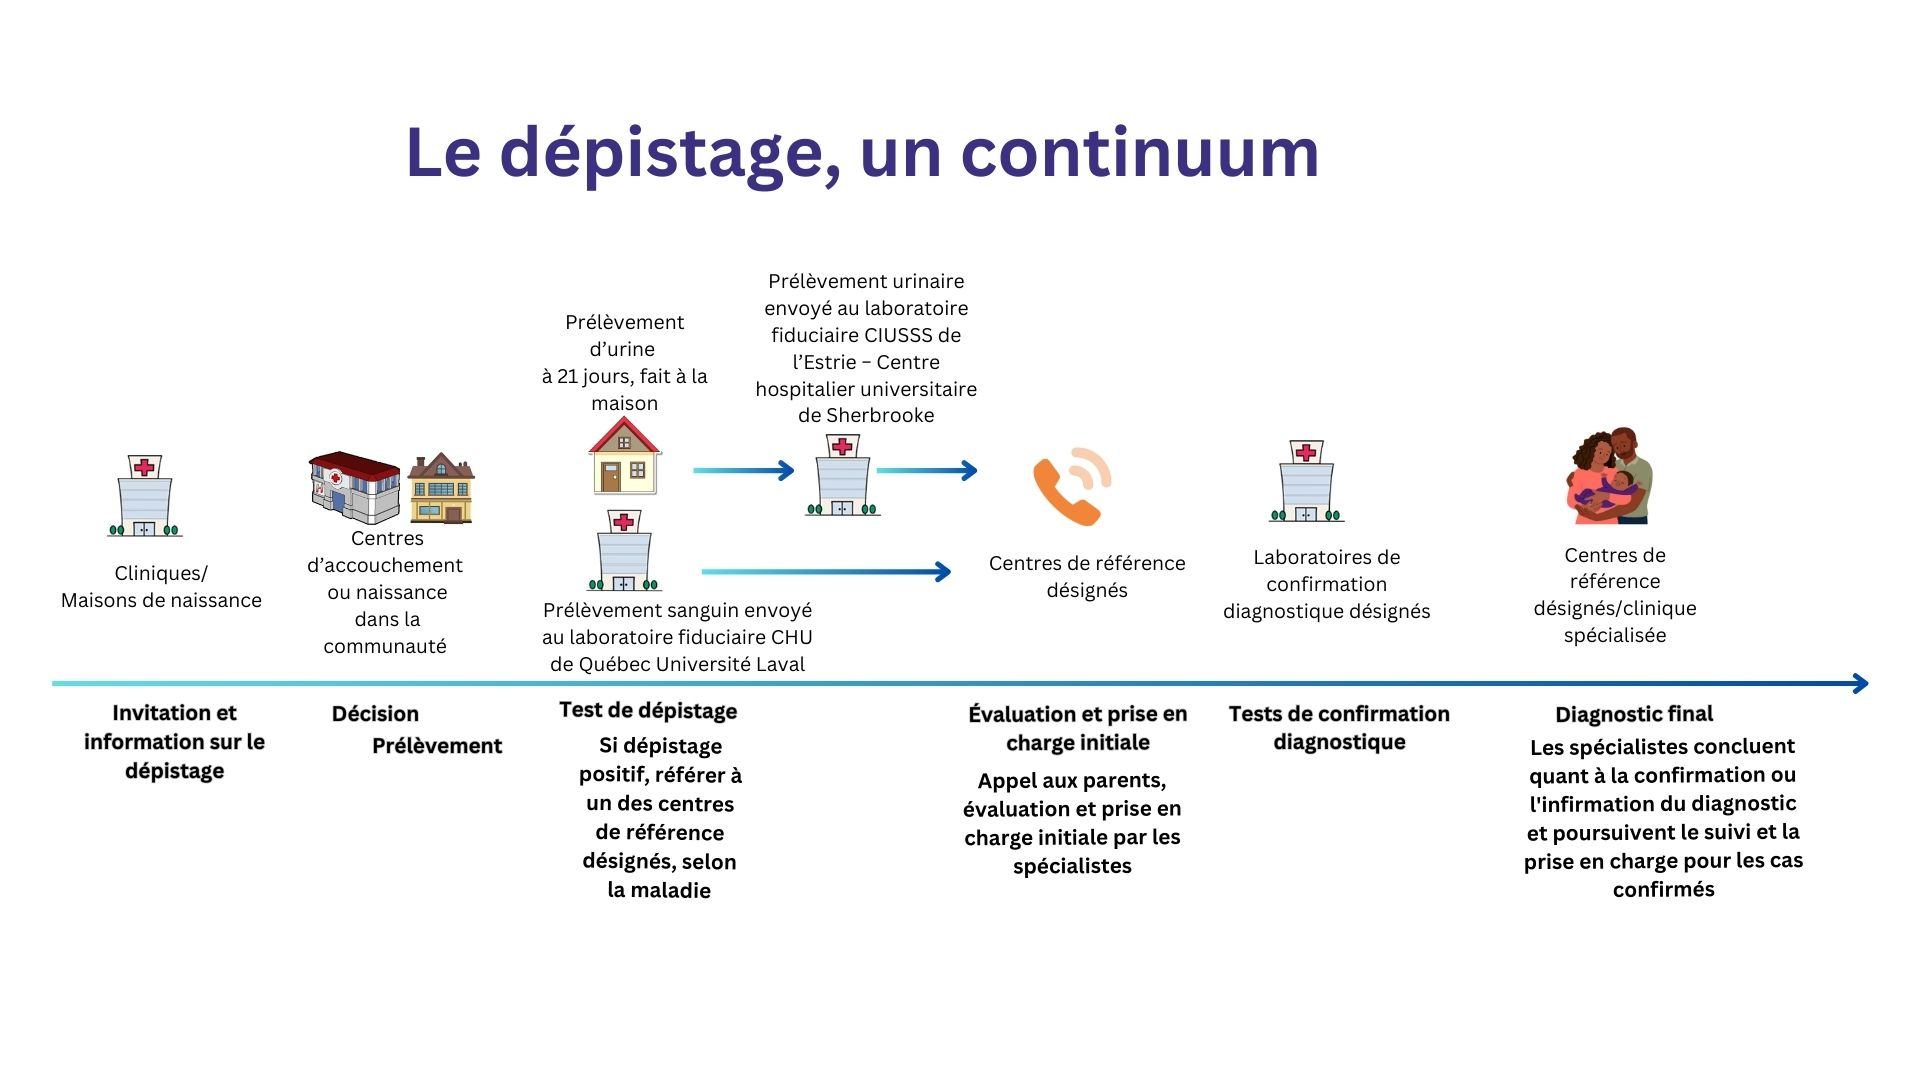 Le dépistage, un continuum
Cliniques/
Maisons de naissance
Centres
d'accouchement
ou naissance
dans la
communauté
Prélèvement
d'urine
à 21 jours, fait à la
maison
Prélèvement urinaire
envoyé au laboratoire
fiduciaire CIUSSS de
l'Estrie – Centre
hospitalier universitaire
de Sherbrooke
Prélèvement sanguin envoyé
au laboratoire fiduciaire CHU
de Québec Université Laval
Centres de référence
désignés
Laboratoires de
confirmation
diagnostique désignés
Centres de
référence
désignés/clinique
spécialisée
Invitation et
information sur le
dépistage
Décision
Prélèvement
Test de dépistage
Si dépistage
positif, référer à
un des centres
de référence
désignés, selon
la maladie
Évaluation et prise en
charge initiale
Appel aux parents,
évaluation et prise en
charge initiale par les
spécialistes
Tests de confirmation
diagnostique
Diagnostic final
Les spécialistes concluent
quant à la confirmation ou
l'infirmation du diagnostic
et poursuivent le suivi et la
prise en charge pour les cas
confirmés